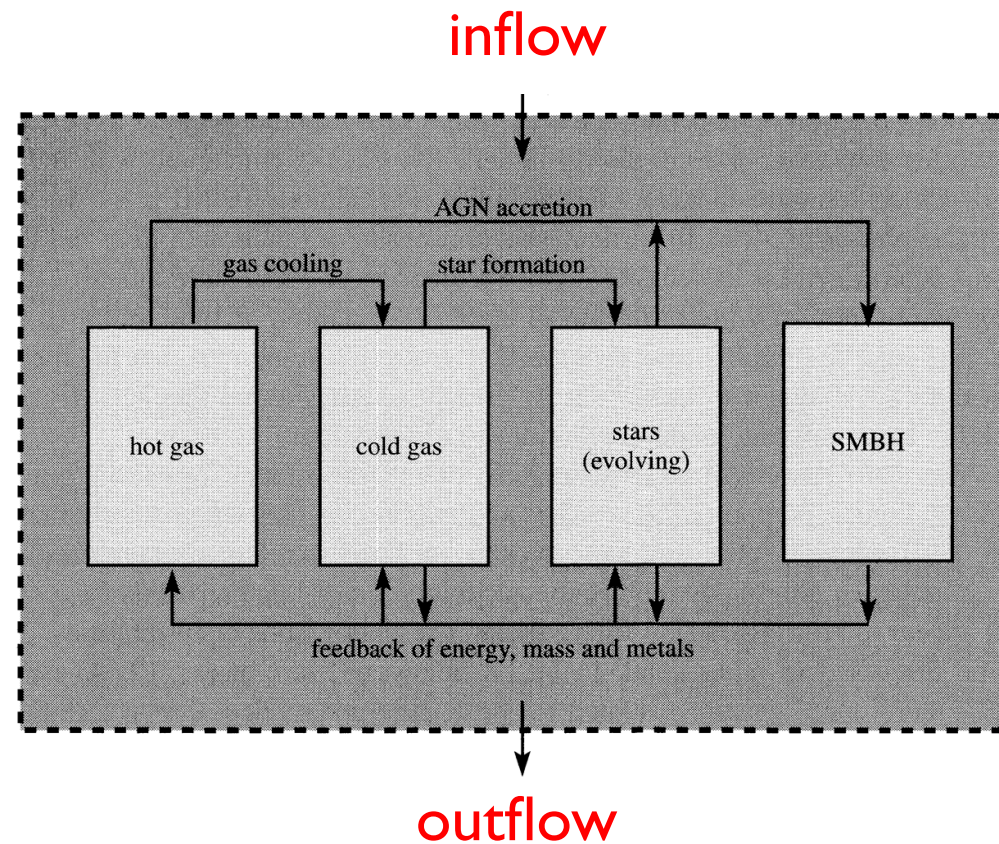 inflow
AGN accretion
gas cooling
star formation
hot gas
cold gas
stars
(evolving)
SMBH
feedback of energy, mass and metals
outflow